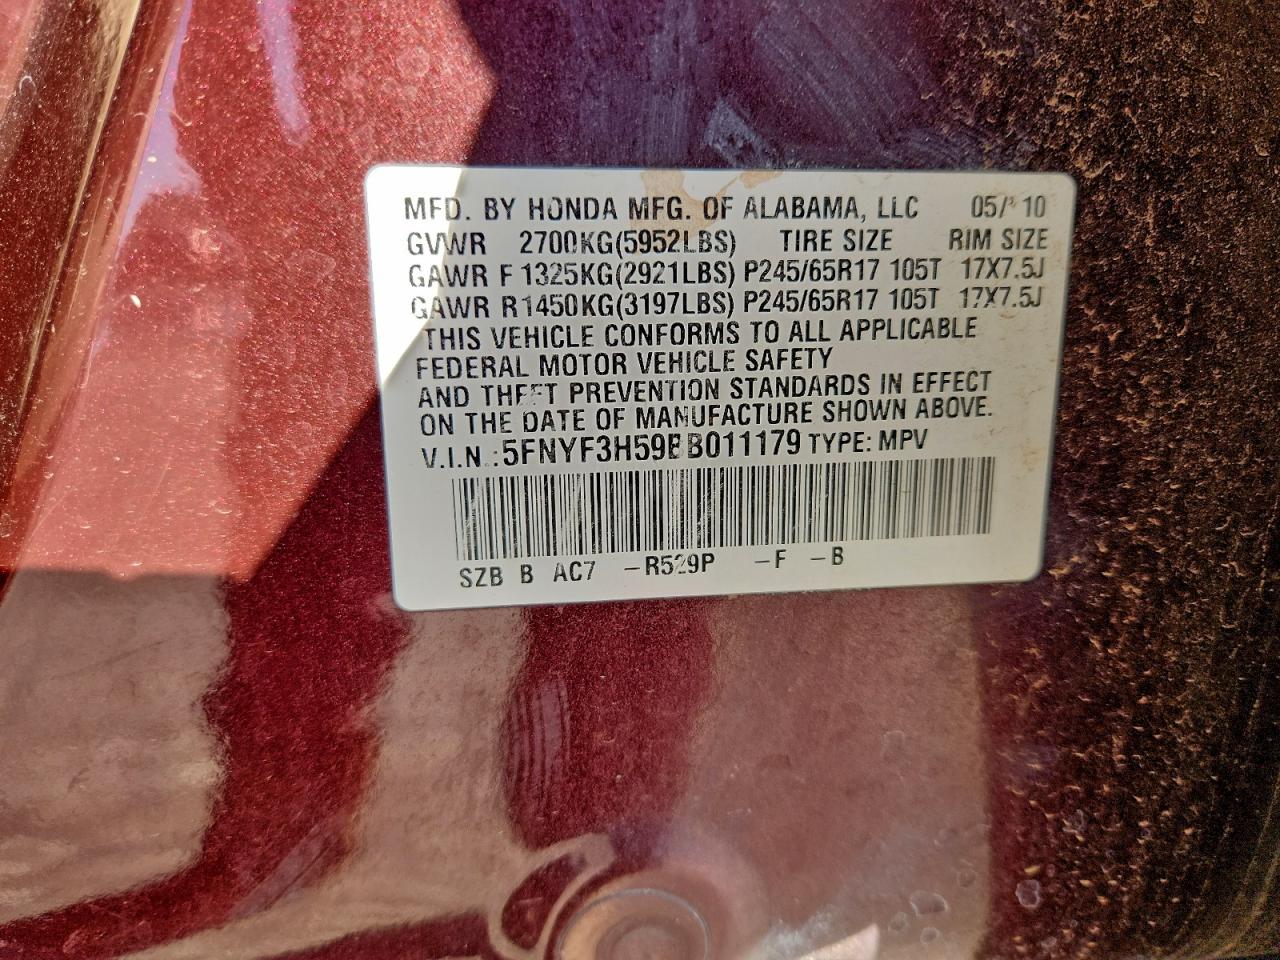 MFD. BY HONDA MFG. OF ALABAMA, LLC 05/10
GVWR 2700KG(5952LBS) TIRE SIZE RIM SIZE
GAWR F 1325KG(2921LBS) P245/65R17 105T 17X7.5J
GAWR R1450KG(3197LBS) P245/65R17 105T 17X7.5J
THIS VEHICLE CONFORMS TO ALL APPLICABLE
FEDERAL MOTOR VEHICLE SAFETY
AND THEFT PREVENTION STANDARDS IN EFFECT
ON THE DATE OF MANUFACTURE SHOWN ABOVE.
V.I.N.: 5FNYF3H59BB011179 TYPE: MPV
SZB B AC7 -R529P -F -B